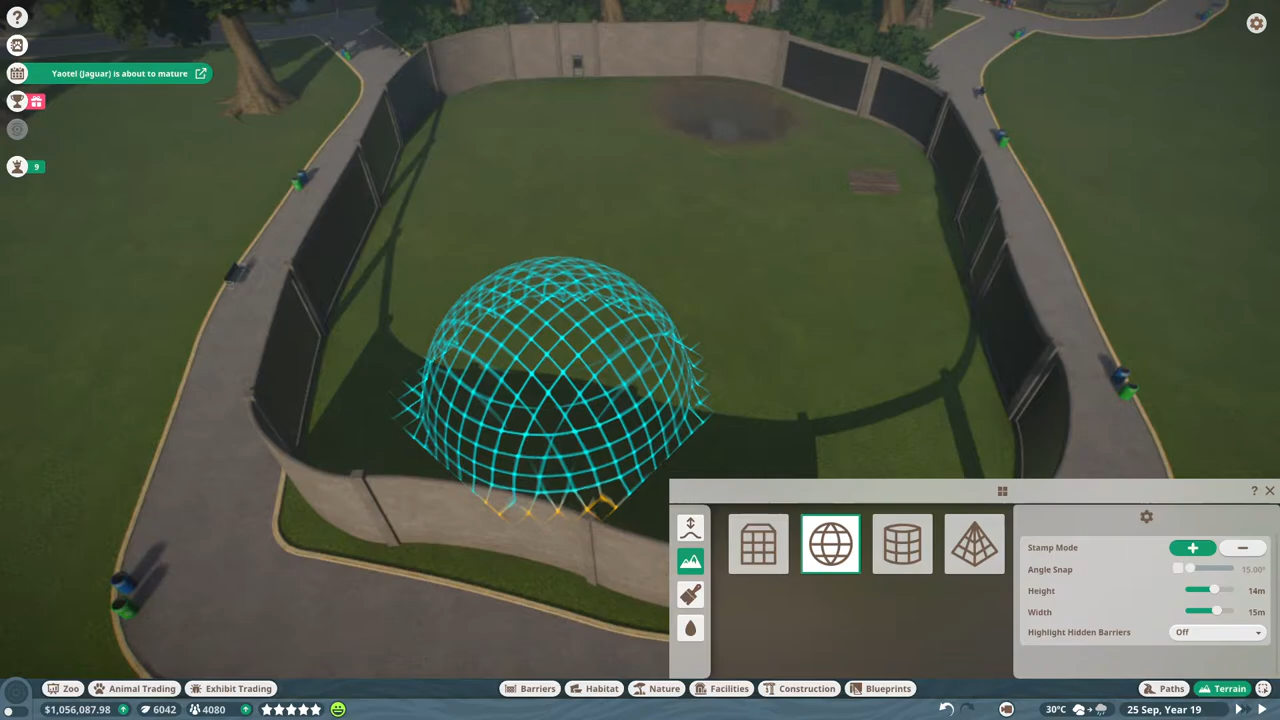 ?
Yaotel (Jaguar) is about to mature
9
?
Stamp Mode
Angle Snap 15.00°
Height 14m
Width 15m
Highlight Hidden Barriers Off
Zoo Animal Trading Exhibit Trading Barriers Habitat Nature Facilities Construction Blueprints Paths Terrain
$1,056,087.98 6042 4080 30°C 25 Sep, Year 19